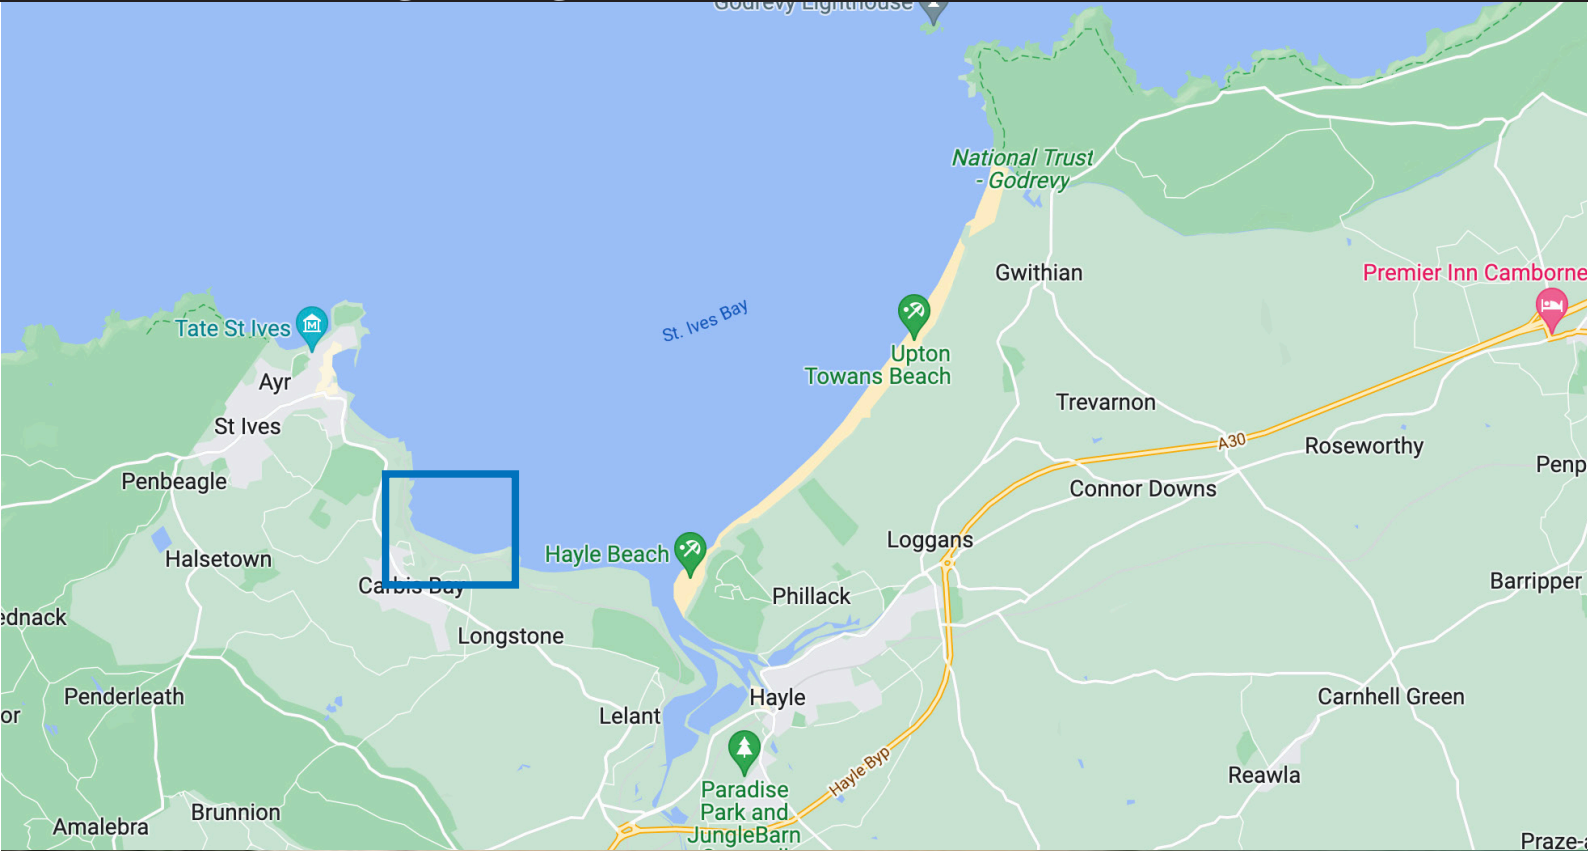 Godrevy Lighthouse
National Trust
- Godrevy
Gwithian
Premier Inn Camborne
Tate St Ives
St. Ives Bay
Upton
Towans Beach
Ayr
St Ives
Trevarnon
A30
Roseworthy
Penbeagle
Connor Downs
Penp
Halsetown
Hayle Beach
Loggans
Carbis Bay
Phillack
Barripper
ednack
Longstone
Penderleath
or
Lelant
Hayle
Carnhell Green
Hayle Byp
Reawla
Paradise
Park and
JungleBarn
Brunnion
Amalebra
Praze-a